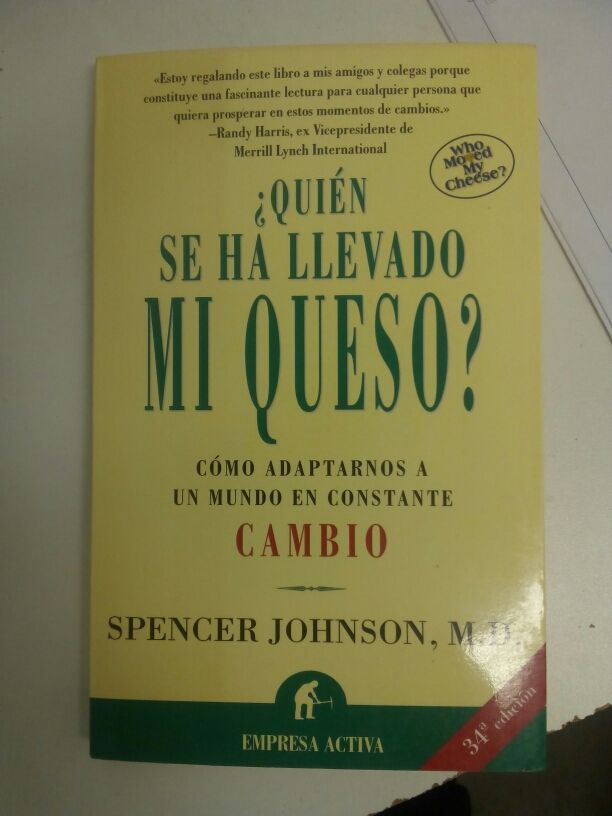 «Estoy regalando este libro a mis amigos y colegas porque
constituye una fascinante lectura para cualquier persona que
quiera prosperar en estos momentos de cambios.»
–Randy Harris, ex Vicepresidente de
Merrill Lynch International
Who
Moved
My
Cheese?
¿QUIÉN
SE HA LLEVADO
MI QUESO?
CÓMO ADAPTARNOS A
UN MUNDO EN CONSTANTE
CAMBIO
SPENCER JOHNSON, M.D.
EMPRESA ACTIVA
34ª edición